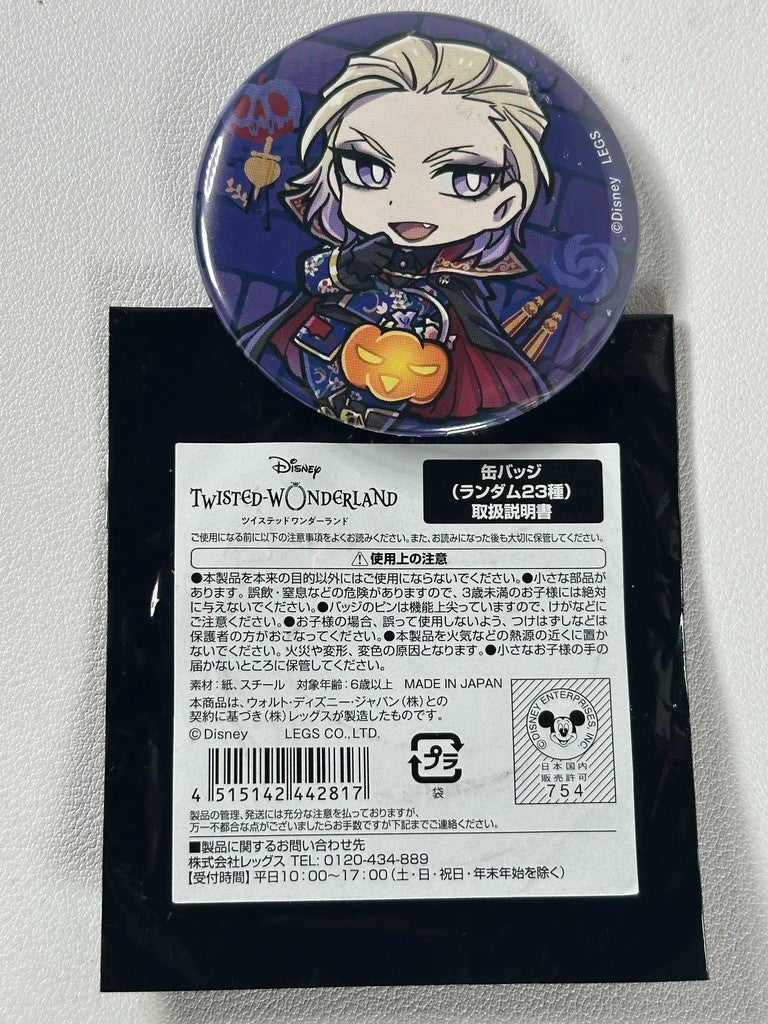 ©Disney LEGS
Disney
TWISTED-WONDERLAND
ツイステッドワンダーランド
缶バッジ
(ランダム23種)
取扱説明書
ご使用になる前に以下の注意事項をよくお読みください。また、お読みになった後も大切に保管してください。
⚠使用上の注意
●本製品を本来の目的以外にはご使用にならないでください。●小さな部品が
あります。誤飲・窒息などの危険がありますので、3歳未満のお子様には絶対
に与えないでください。●バッジのピンは機能上尖っていますので、けがなどに
ご注意ください。●お子様の場合、誤って使用しないよう、つけはずしなどは
保護者の方がおこなってください。●本製品を火気などの熱源の近くに置か
ないでください。火災や変形、変色の原因となります。●小さなお子様の手の
届かないところに保管してください。
素材:紙、スチール 対象年齢:6歳以上 MADE IN JAPAN
本商品は、ウォルト・ディズニー・ジャパン(株)との
契約に基づき(株)レッグスが製造したものです。
©Disney LEGS CO.,LTD.
4 515142 442817
プラ
袋
©DISNEY ENTERPRISES, INC.
日本国内
販売許可
754
製品の管理、発送には充分な注意を払っておりますが、
万一不都合な点がございましたらお手数ですが下記までご連絡ください。
■製品に関するお問い合わせ先
株式会社レッグス TEL: 0120-434-889
【受付時間】平日10:00〜17:00(土・日・祝日・年末年始を除く)